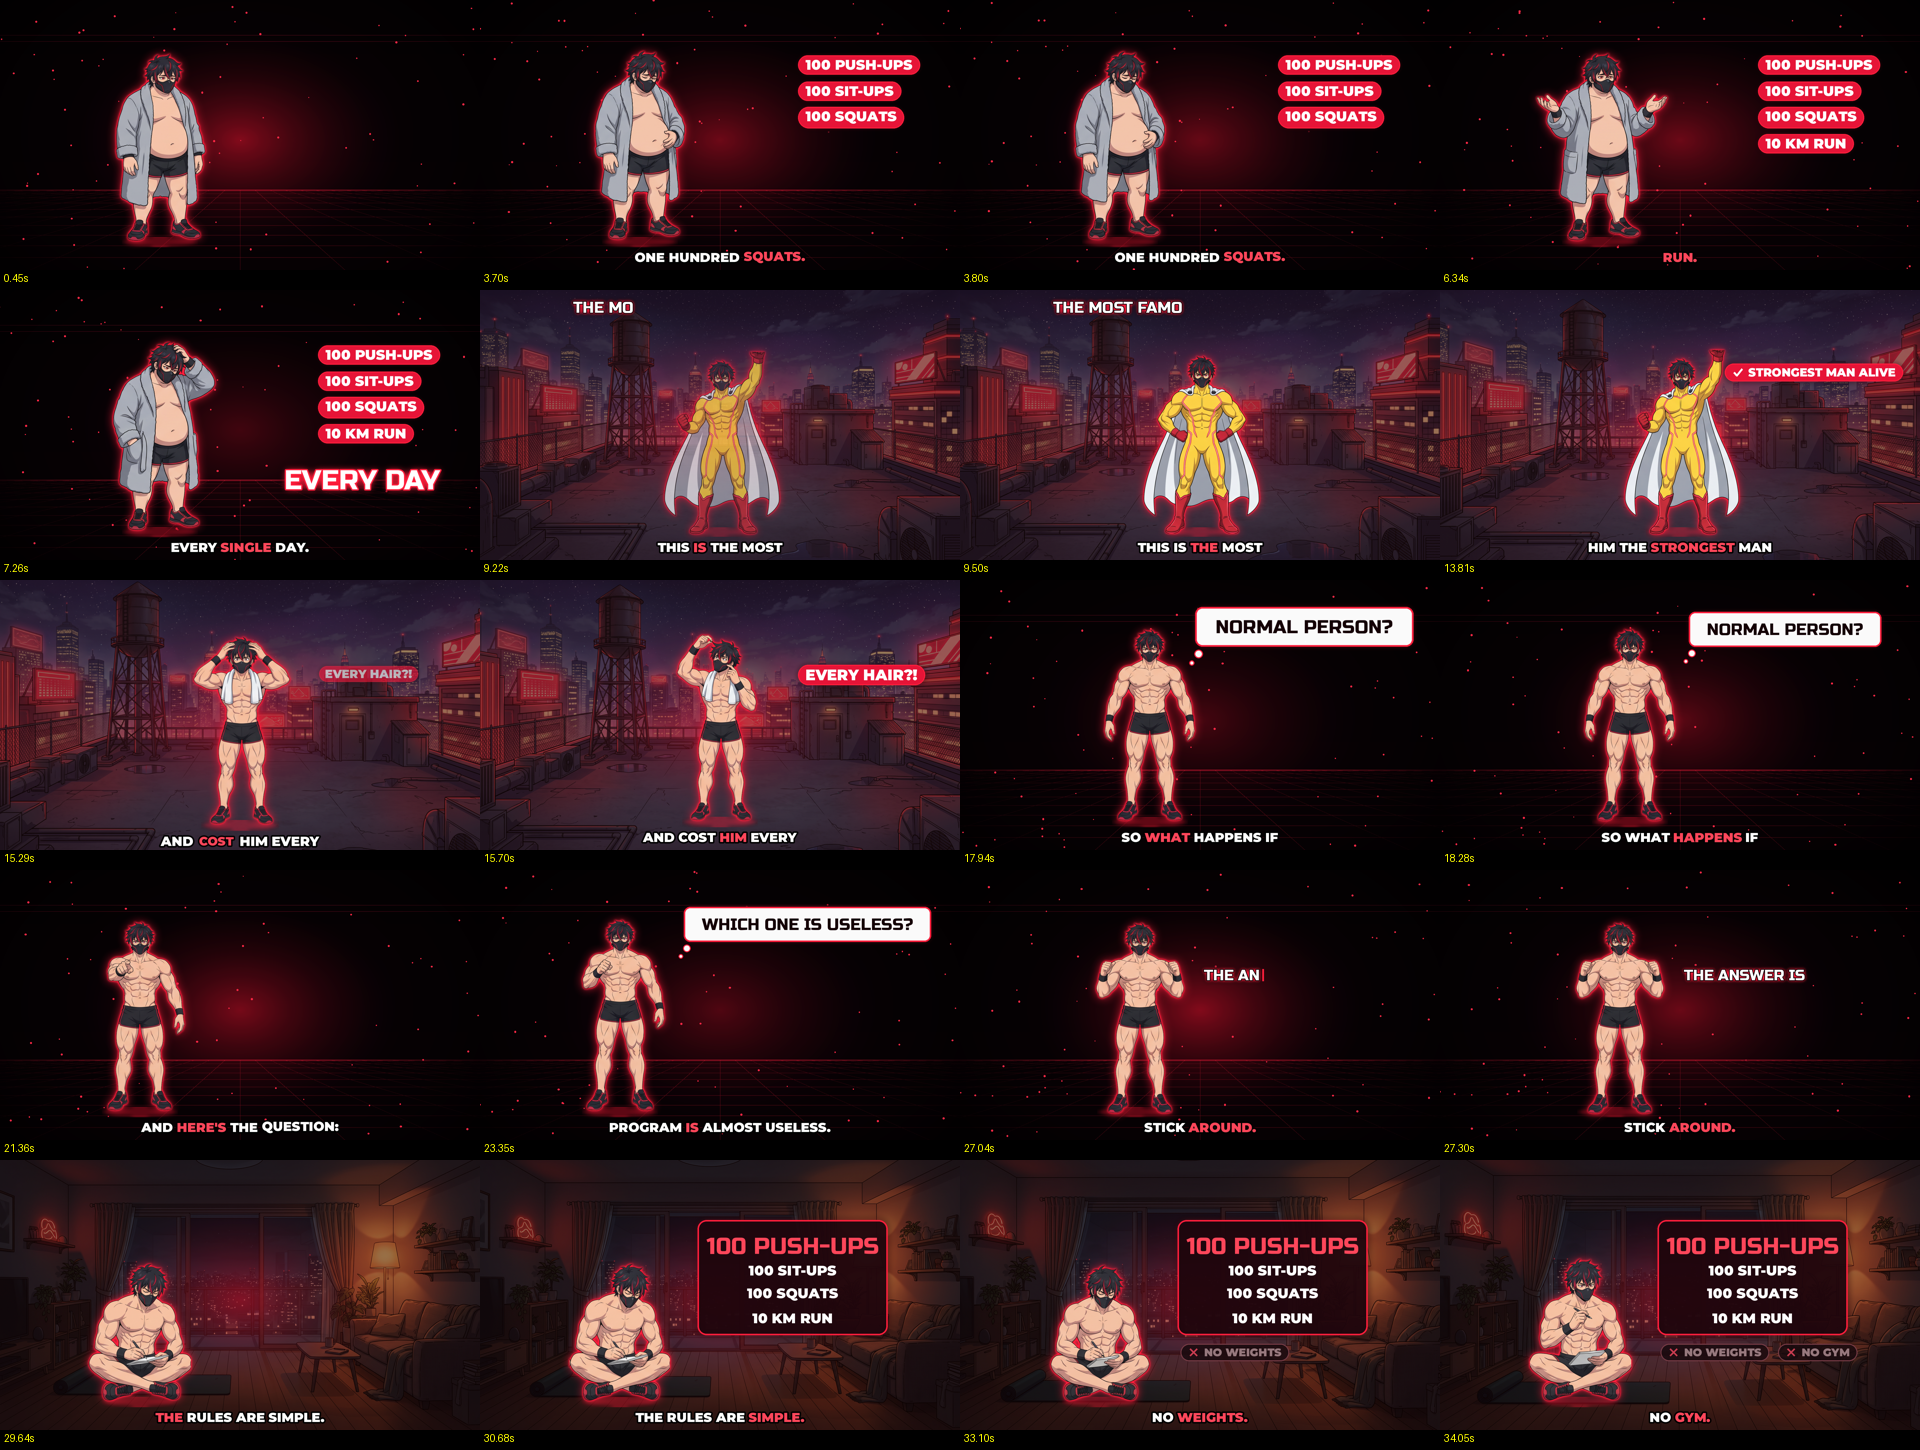 0.45s
100 PUSH-UPS
100 SIT-UPS
100 SQUATS
ONE HUNDRED SQUATS.
3.70s
100 PUSH-UPS
100 SIT-UPS
100 SQUATS
ONE HUNDRED SQUATS.
3.80s
100 PUSH-UPS
100 SIT-UPS
100 SQUATS
10 KM RUN
RUN.
6.34s
100 PUSH-UPS
100 SIT-UPS
100 SQUATS
10 KM RUN
EVERY DAY
EVERY SINGLE DAY.
7.26s
THE MO
THIS IS THE MOST
9.22s
THE MOST FAMO
THIS IS THE MOST
9.50s
✓ STRONGEST MAN ALIVE
HIM THE STRONGEST MAN
13.81s
EVERY HAIR?!
AND COST HIM EVERY
15.29s
EVERY HAIR?!
AND COST HIM EVERY
15.70s
NORMAL PERSON?
SO WHAT HAPPENS IF
17.94s
NORMAL PERSON?
SO WHAT HAPPENS IF
18.28s
AND HERE'S THE QUESTION:
21.36s
WHICH ONE IS USELESS?
PROGRAM IS ALMOST USELESS.
23.35s
THE AN
STICK AROUND.
27.04s
THE ANSWER IS
STICK AROUND.
27.30s
THE RULES ARE SIMPLE.
29.64s
100 PUSH-UPS
100 SIT-UPS
100 SQUATS
10 KM RUN
THE RULES ARE SIMPLE.
30.68s
100 PUSH-UPS
100 SIT-UPS
100 SQUATS
10 KM RUN
✕ NO WEIGHTS
NO WEIGHTS.
33.10s
100 PUSH-UPS
100 SIT-UPS
100 SQUATS
10 KM RUN
✕ NO WEIGHTS ✕ NO GYM
NO GYM.
34.05s